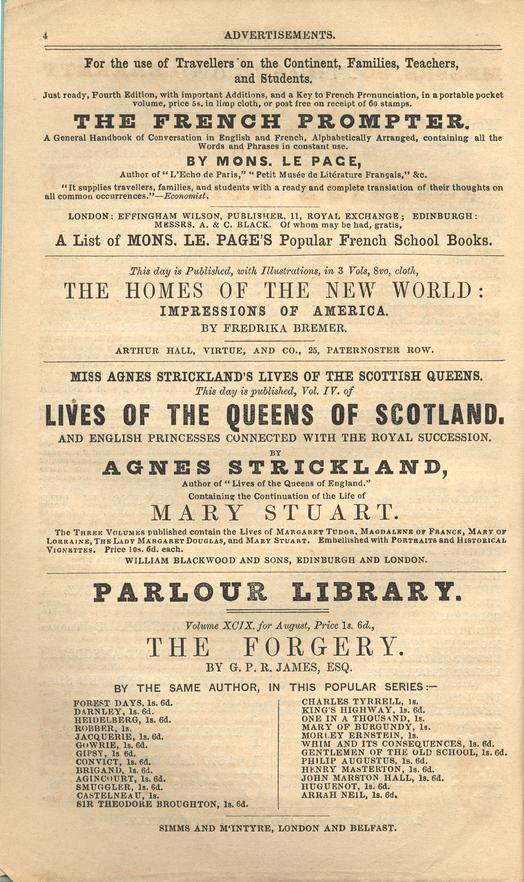 4
ADVERTISEMENTS.
For the use of Travellers on the Continent, Families, Teachers,
and Students.
Just ready, Fourth Edition, with important Additions, and a Key to French Pronunciation, in a portable pocket
volume, price 5s. in limp cloth, or post free on receipt of 60 stamps.
THE FRENCH PROMPTER.
A General Handbook of Conversation in English and French, Alphabetically Arranged, containing all the
Words and Phrases in constant use.
BY MONS. LE PAGE,
Author of "L'Echo de Paris," "Petit Musée de Litérature Français," &c.
"It supplies travellers, families, and students with a ready and complete translation of their thoughts on
all common occurrences."—Economist.
LONDON: EFFINGHAM WILSON, PUBLISHER, 11, ROYAL EXCHANGE; EDINBURGH:
MESSRS. A. & C. BLACK. Of whom may be had, gratis,
A List of MONS. LE. PAGE'S Popular French School Books.
This day is Published, with Illustrations, in 3 Vols, 8vo, cloth,
THE HOMES OF THE NEW WORLD:
IMPRESSIONS OF AMERICA.
BY FREDRIKA BREMER.
ARTHUR HALL, VIRTUE, AND CO., 25, PATERNOSTER ROW.
MISS AGNES STRICKLAND'S LIVES OF THE SCOTTISH QUEENS.
This day is published, Vol. IV. of
LIVES OF THE QUEENS OF SCOTLAND.
AND ENGLISH PRINCESSES CONNECTED WITH THE ROYAL SUCCESSION.
BY
AGNES STRICKLAND,
Author of "Lives of the Queens of England."
Containing the Continuation of the Life of
MARY STUART.
The THREE VOLUMES published contain the Lives of MARGARET TUDOR, MAGDALENE OF FRANCE, MARY OF
LORRAINE, THE LADY MARGARET DOUGLAS, and MARY STUART. Embellished with PORTRAITS and HISTORICAL
VIGNETTES. Price 10s. 6d. each.
WILLIAM BLACKWOOD AND SONS, EDINBURGH AND LONDON.
PARLOUR LIBRARY.
Volume XCIX. for August, Price 1s. 6d.,
THE FORGERY.
BY G. P. R. JAMES, ESQ.
BY THE SAME AUTHOR, IN THIS POPULAR SERIES:—
FOREST DAYS, 1s. 6d.
DARNLEY, 1s. 6d.
HEIDELBERG, 1s. 6d.
ROBBER, 1s.
JACQUERIE, 1s. 6d.
GOWRIE, 1s. 6d.
GIPSY, 1s. 6d.
CONVICT, 1s. 6d.
BRIGAND, 1s. 6d.
AGINCOURT, 1s. 6d.
SMUGGLER, 1s. 6d.
CASTELNEAU, 1s.
SIR THEODORE BROUGHTON, 1s. 6d.
CHARLES TYRRELL, 1s.
KING'S HIGHWAY, 1s. 6d.
ONE IN A THOUSAND, 1s.
MARY OF BURGUNDY, 1s.
MORLEY ERNSTEIN, 1s.
WHIM AND ITS CONSEQUENCES, 1s. 6d.
GENTLEMEN OF THE OLD SCHOOL, 1s. 6d.
PHILIP AUGUSTUS, 1s. 6d.
HENRY MASTERTON, 1s. 6d.
JOHN MARSTON HALL, 1s. 6d.
HUGUENOT, 1s. 6d.
ARRAH NEIL, 1s. 6d.
SIMMS AND M'INTYRE, LONDON AND BELFAST.